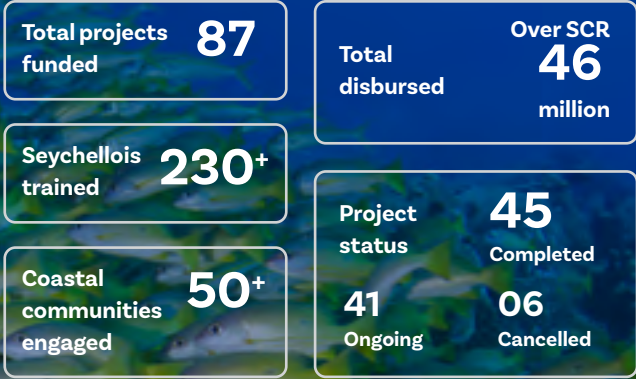 Total projects
funded
87
Over SCR
Total
disbursed
46
million
Seychellois
trained
230+
Project
status
45
Completed
41
Ongoing
06
Cancelled
Coastal
communities
engaged
50+